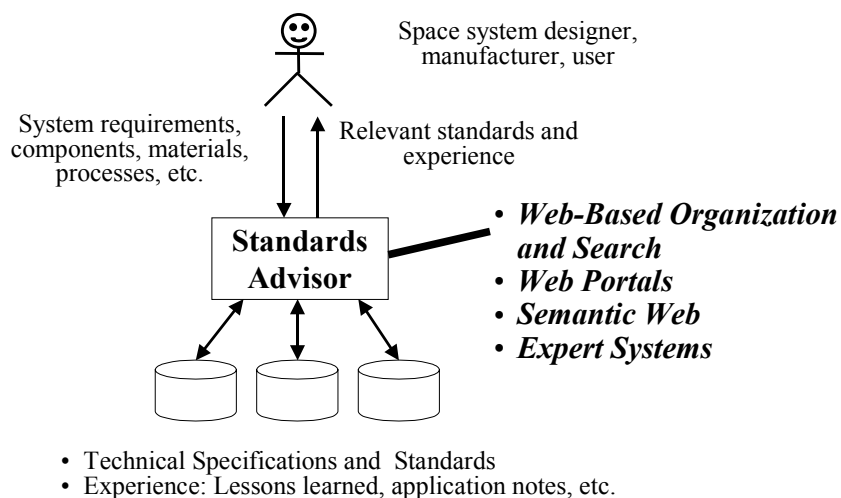 Space system designer,
manufacturer, user
System requirements,
components, materials,
processes, etc.
Relevant standards and
experience
Standards
Advisor
• Web-Based Organization
and Search
• Web Portals
• Semantic Web
• Expert Systems
• Technical Specifications and Standards
• Experience: Lessons learned, application notes, etc.